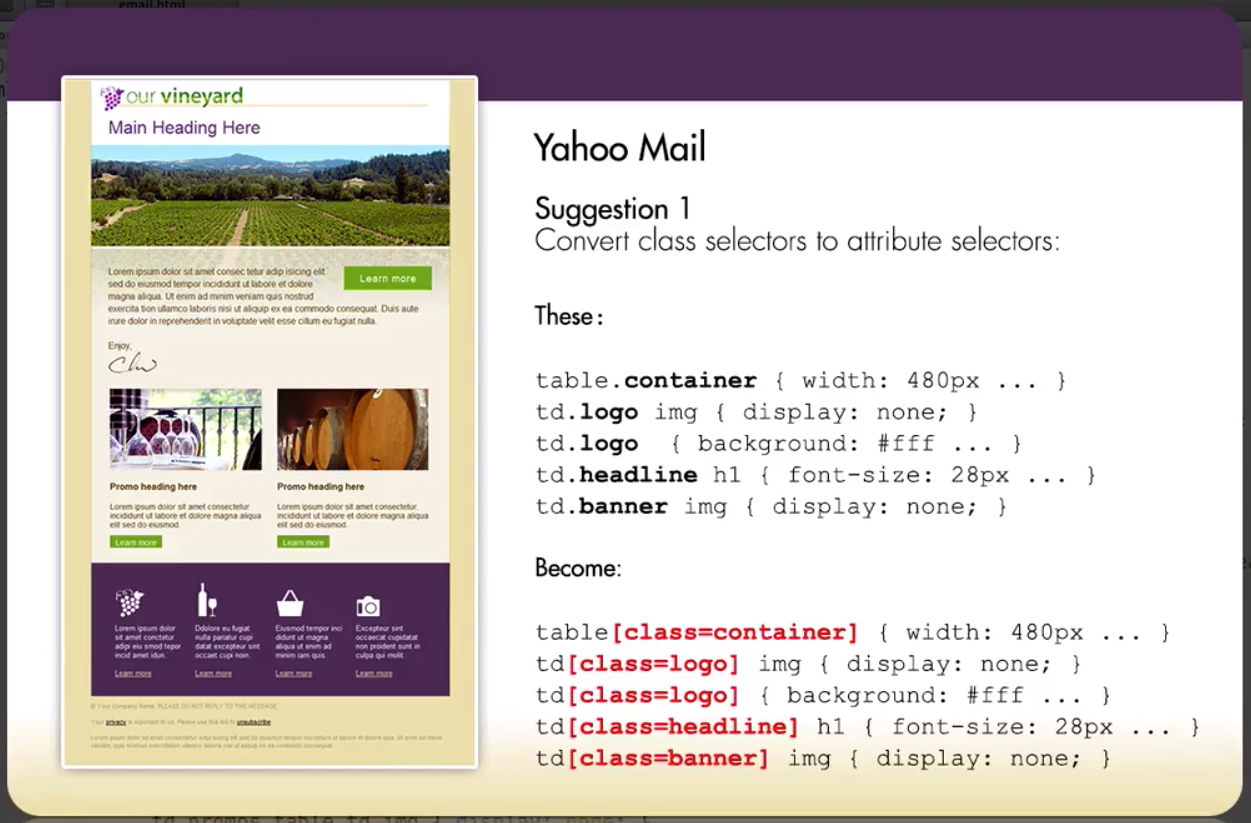 email.html
our vineyard
Main Heading Here
Lorem ipsum dolor sit amet consec tetur adip isicing elit
sed do eiusmod tempor incididunt ut labore et dolore
magna aliqua. Ut enim ad minim veniam quis nostrud
exercita tion ullamco laboris nisi ut aliquip ex ea commodo consequat. Duis aute
irure dolor in reprehenderit in voluptate velit esse cillum eu fugiat nulla.
Learn more
Enjoy,
Promo heading here
Lorem ipsum dolor sit amet consectetur
incididunt ut labore et dolore magna aliqua
elit sed do eiusmod.
Learn more
Promo heading here
Lorem ipsum dolor sit amet consectetur.
incididunt ut labore et dolore magna aliqua
elit sed do eiusmod.
Learn more
Lorem ipsum dolor
sit amet conctetur
adipi eiu smod tepor
incid amet idun.
Learn more
Ddolore eu fugiat
nulla pariatur cupi
datat excepteur sint
occaet cupi noin.
Learn more
Eiusmod tempor inci
didunt ut magna
aliqua ut enim ad
minim iam quis.
Learn more
Excepteur sint
occaecat cupidatat
non proident sunt in
culpa qui molit.
Learn more
© Your Company Name. PLEASE DO NOT REPLY TO THIS MESSAGE.
Your privacy is important to us. Please use this link to unsubscribe
Yahoo Mail
Suggestion 1
Convert class selectors to attribute selectors:
These:
table.container { width: 480px ... }
td.logo img { display: none; }
td.logo  { background: #fff ... }
td.headline h1 { font-size: 28px ... }
td.banner img { display: none; }
Become:
table[class=container] { width: 480px ... }
td[class=logo] img { display: none; }
td[class=logo] { background: #fff ... }
td[class=headline] h1 { font-size: 28px ... }
td[class=banner] img { display: none; }